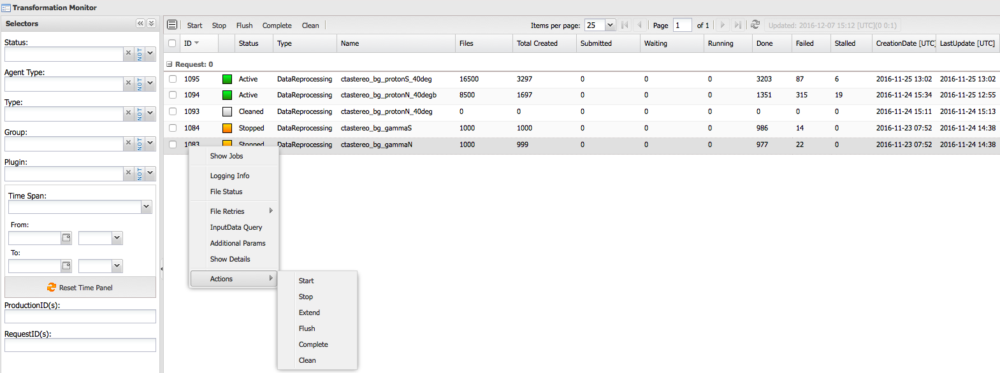 Transformation Monitor
Selectors
Status:
NOT
Agent Type:
NOT
Type:
NOT
Group:
NOT
Plugin:
NOT
Time Span:
From:
To:
Reset Time Panel
ProductionID(s):
RequestID(s):
Start Stop Flush Complete Clean Items per page: 25 Page 1 of 1 Updated: 2016-12-07 15:12 [UTC](0 0:1)
ID Status Type Name Files Total Created Submitted Waiting Running Done Failed Stalled CreationDate [UTC] LastUpdate [UTC]
Request: 0
1095 Active DataReprocessing ctastereo_bg_protonS_40deg 16500 3297 0 0 0 3203 87 6 2016-11-25 13:02 2016-11-25 13:02
1094 Active DataReprocessing ctastereo_bg_protonN_40degb 8500 1697 0 0 0 1351 315 19 2016-11-24 15:34 2016-11-25 12:55
1093 Cleaned DataReprocessing ctastereo_bg_protonN_40deg 0 0 0 0 0 0 0 0 2016-11-24 15:11 2016-11-24 15:13
1084 Stopped DataReprocessing ctastereo_bg_gammaS 1000 1000 0 0 0 986 14 0 2016-11-23 07:52 2016-11-24 14:38
1083 Stopped DataReprocessing ctastereo_bg_gammaN 1000 999 0 0 0 977 22 0 2016-11-23 07:52 2016-11-24 14:38
Show Jobs
Logging Info
File Status
File Retries
InputData Query
Additional Params
Show Details
Actions
Start
Stop
Extend
Flush
Complete
Clean